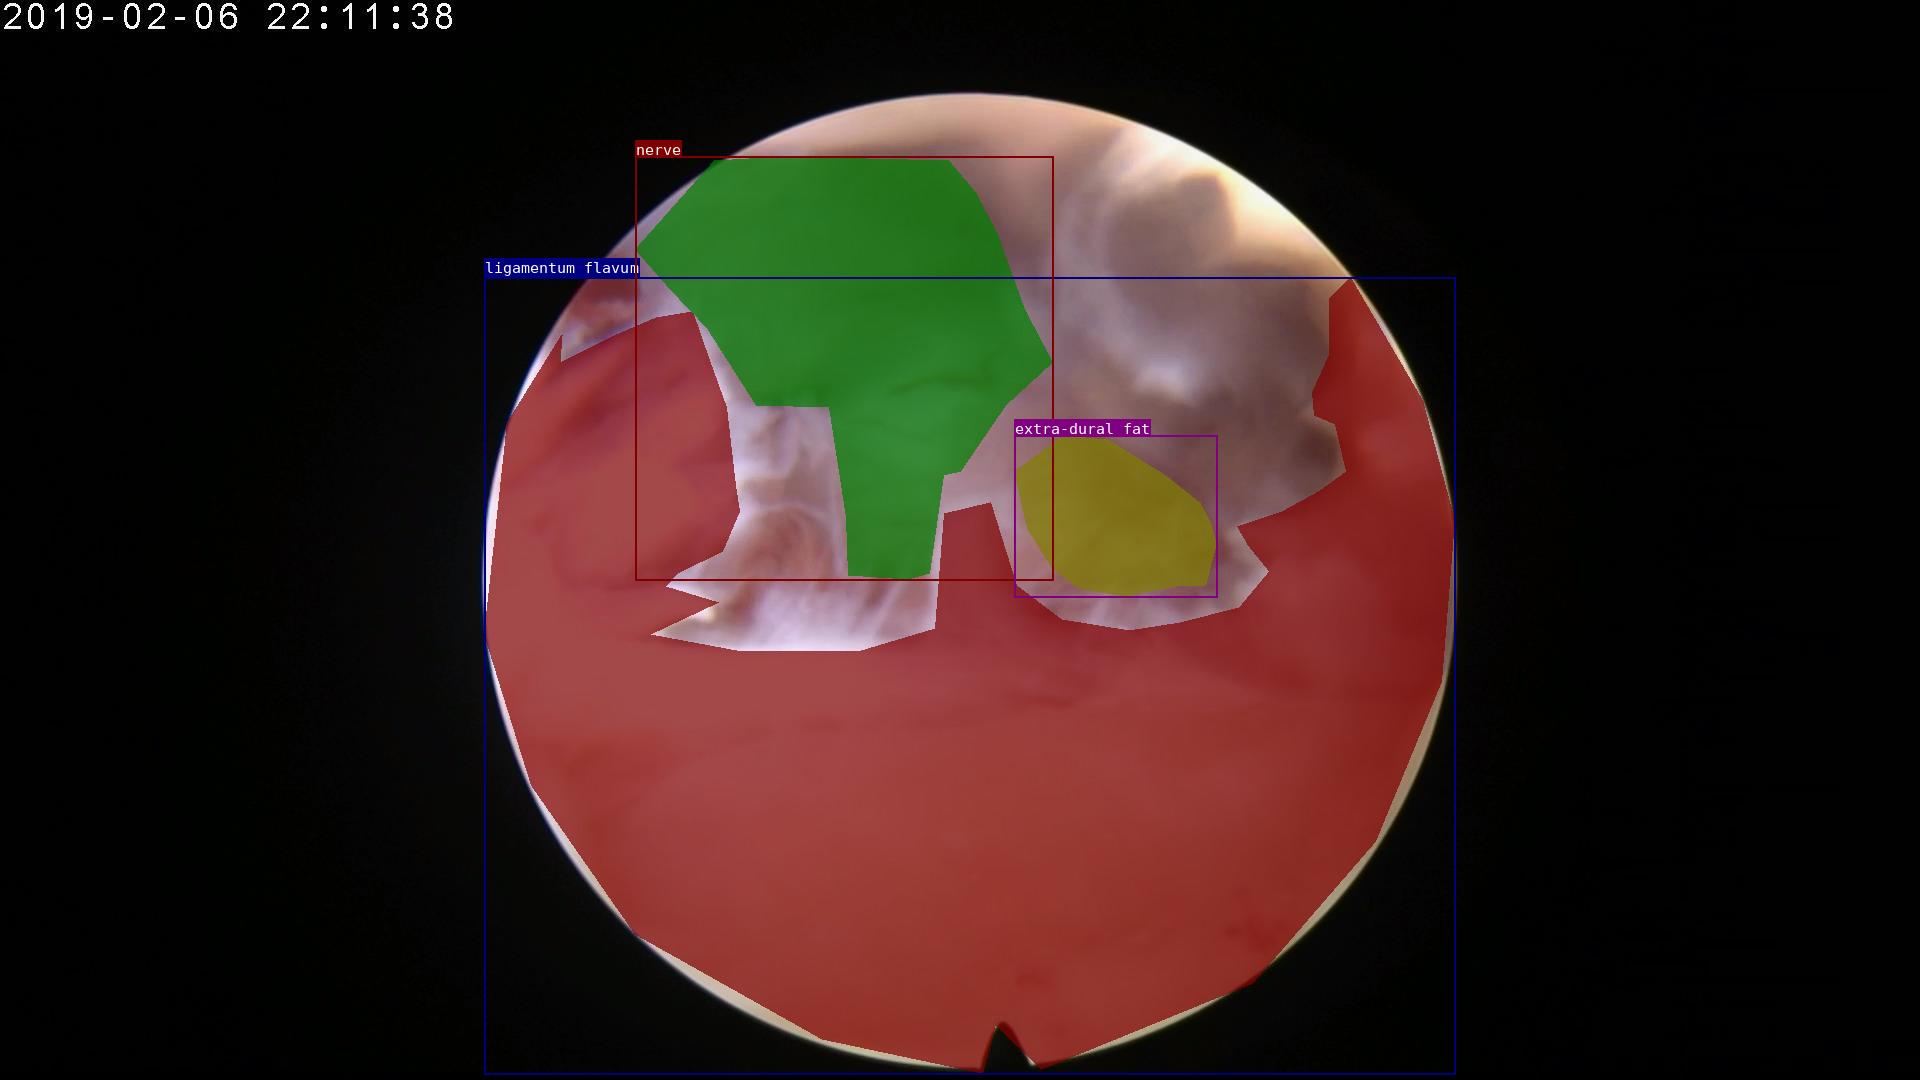 2019-02-06 22:11:38
nerve
ligamentum flavum
extra-dural fat